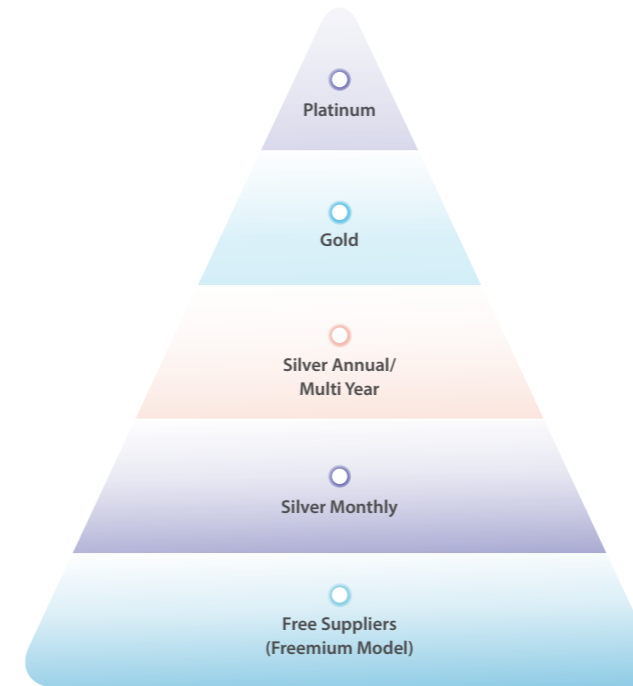 Platinum
Gold
Silver Annual/
Multi Year
Silver Monthly
Free Suppliers
(Freemium Model)